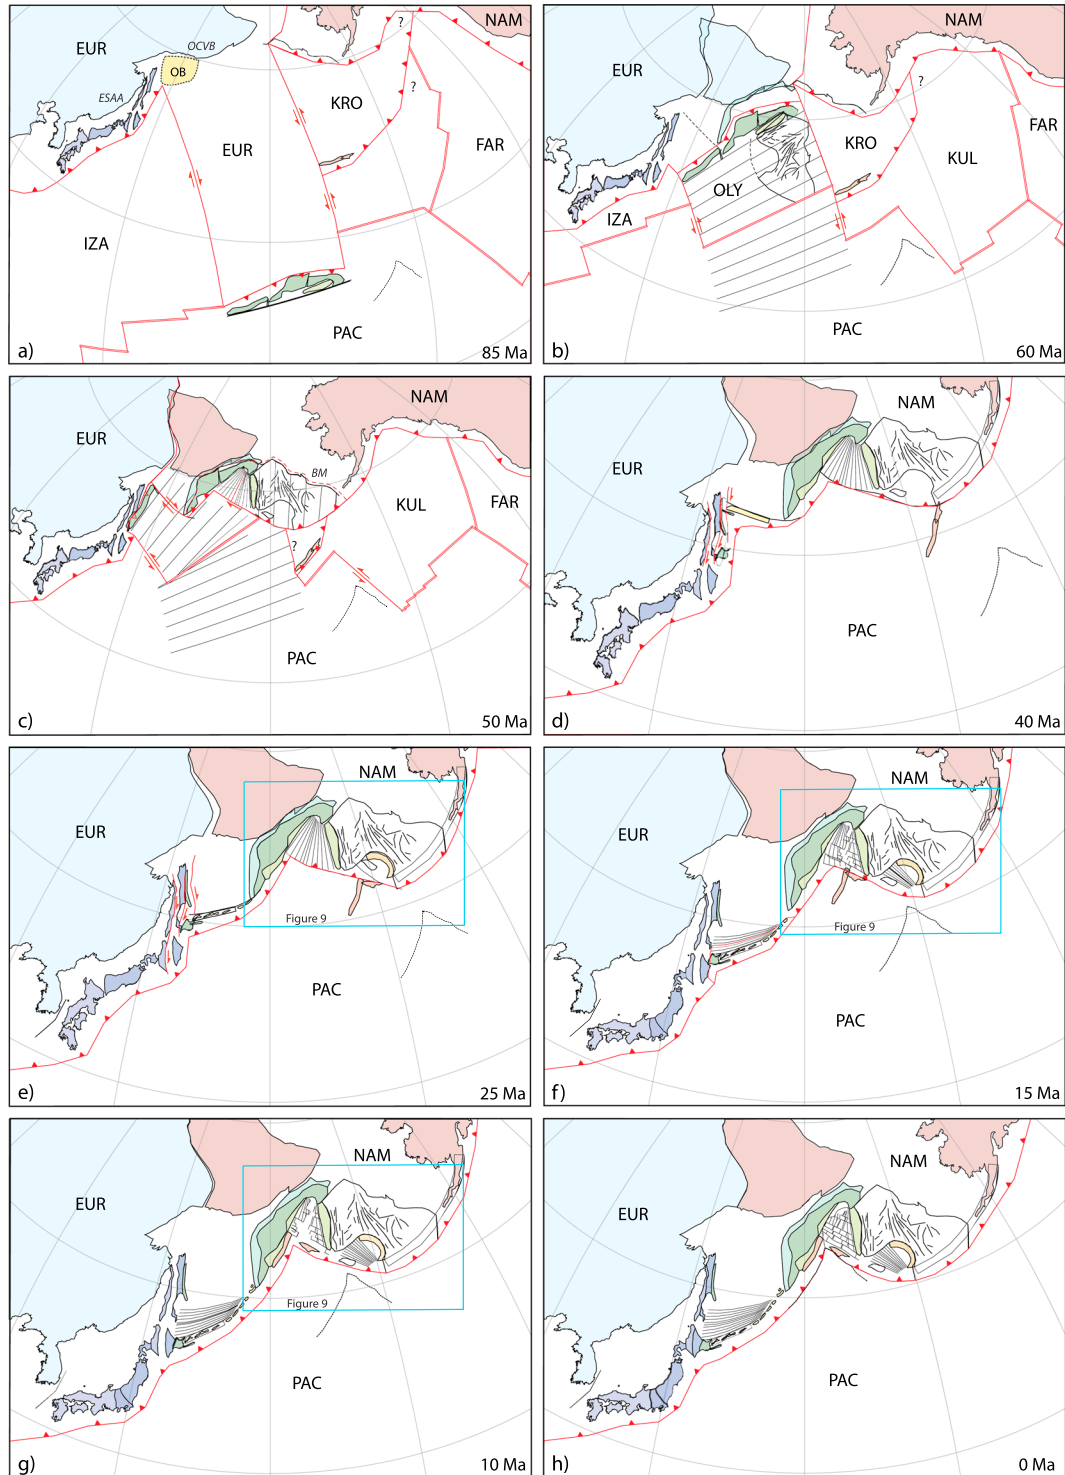 EUR
OCVB
OB
ESAA
EUR
IZA
KRO
?
?
NAM
FAR
PAC
a)
85 Ma
EUR
NAM
?
FAR
KRO
KUL
OLY
IZA
PAC
b)
60 Ma
EUR
NAM
BM
KUL
FAR
?
PAC
c)
50 Ma
NAM
EUR
PAC
d)
40 Ma
NAM
EUR
Figure 9
PAC
e)
25 Ma
NAM
EUR
Figure 9
PAC
f)
15 Ma
NAM
EUR
Figure 9
PAC
g)
10 Ma
NAM
EUR
PAC
h)
0 Ma